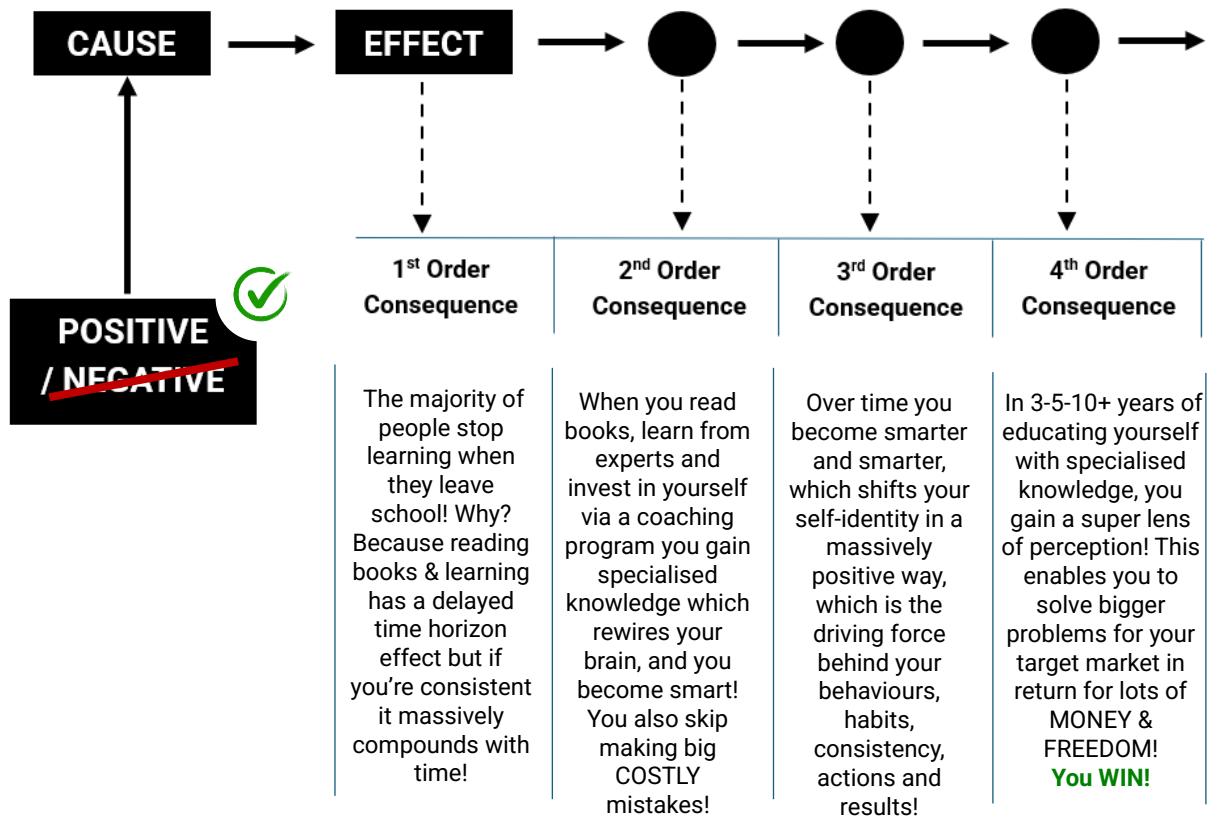 CAUSE
EFFECT
POSITIVE
/ NEGATIVE
1st Order
Consequence
2nd Order
Consequence
3rd Order
Consequence
4th Order
Consequence
The majority of
people stop
learning when
they leave
school! Why?
Because reading
books & learning
has a delayed
time horizon
effect but if
you’re consistent
it massively
compounds with
time!
When you read
books, learn from
experts and
invest in yourself
via a coaching
program you gain
specialised
knowledge which
rewires your
brain, and you
become smart!
You also skip
making big
COSTLY
mistakes!
Over time you
become smarter
and smarter,
which shifts your
self-identity in a
massively
positive way,
which is the
driving force
behind your
behaviours,
habits,
consistency,
actions and
results!
In 3-5-10+ years of
educating yourself
with specialised
knowledge, you
gain a super lens
of perception! This
enables you to
solve bigger
problems for your
target market in
return for lots of
MONEY &
FREEDOM!
You WIN!